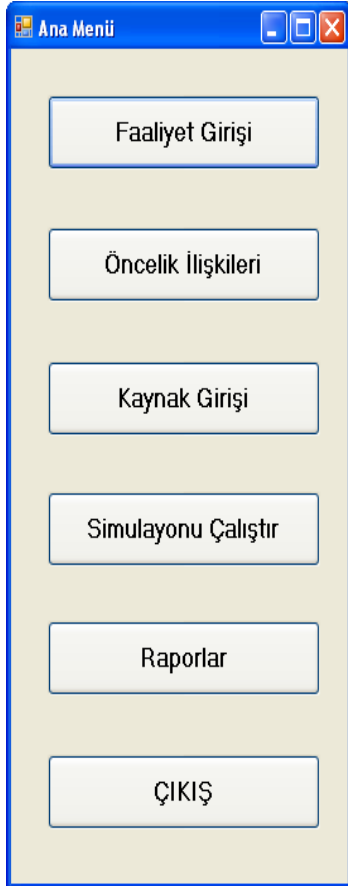 Ana Menü
Faaliyet Girişi
Öncelik İlişkileri
Kaynak Girişi
Simulayonu Çalıştır
Raporlar
ÇIKIŞ